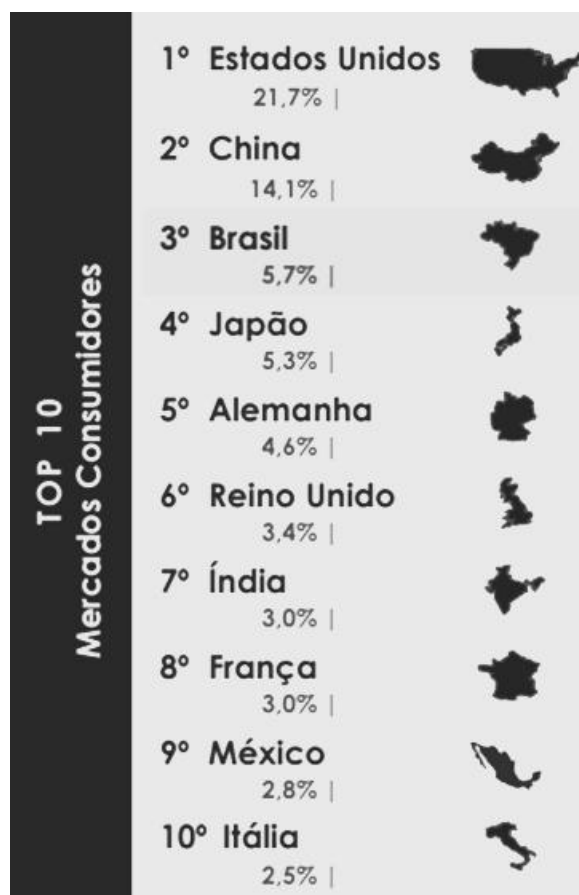 TOP 10
Mercados Consumidores
1º Estados Unidos
21,7% |
2º China
14,1% |
3º Brasil
5,7% |
4º Japão
5,3% |
5º Alemanha
4,6% |
6º Reino Unido
3,4% |
7º Índia
3,0% |
8º França
3,0% |
9º México
2,8% |
10º Itália
2,5% |